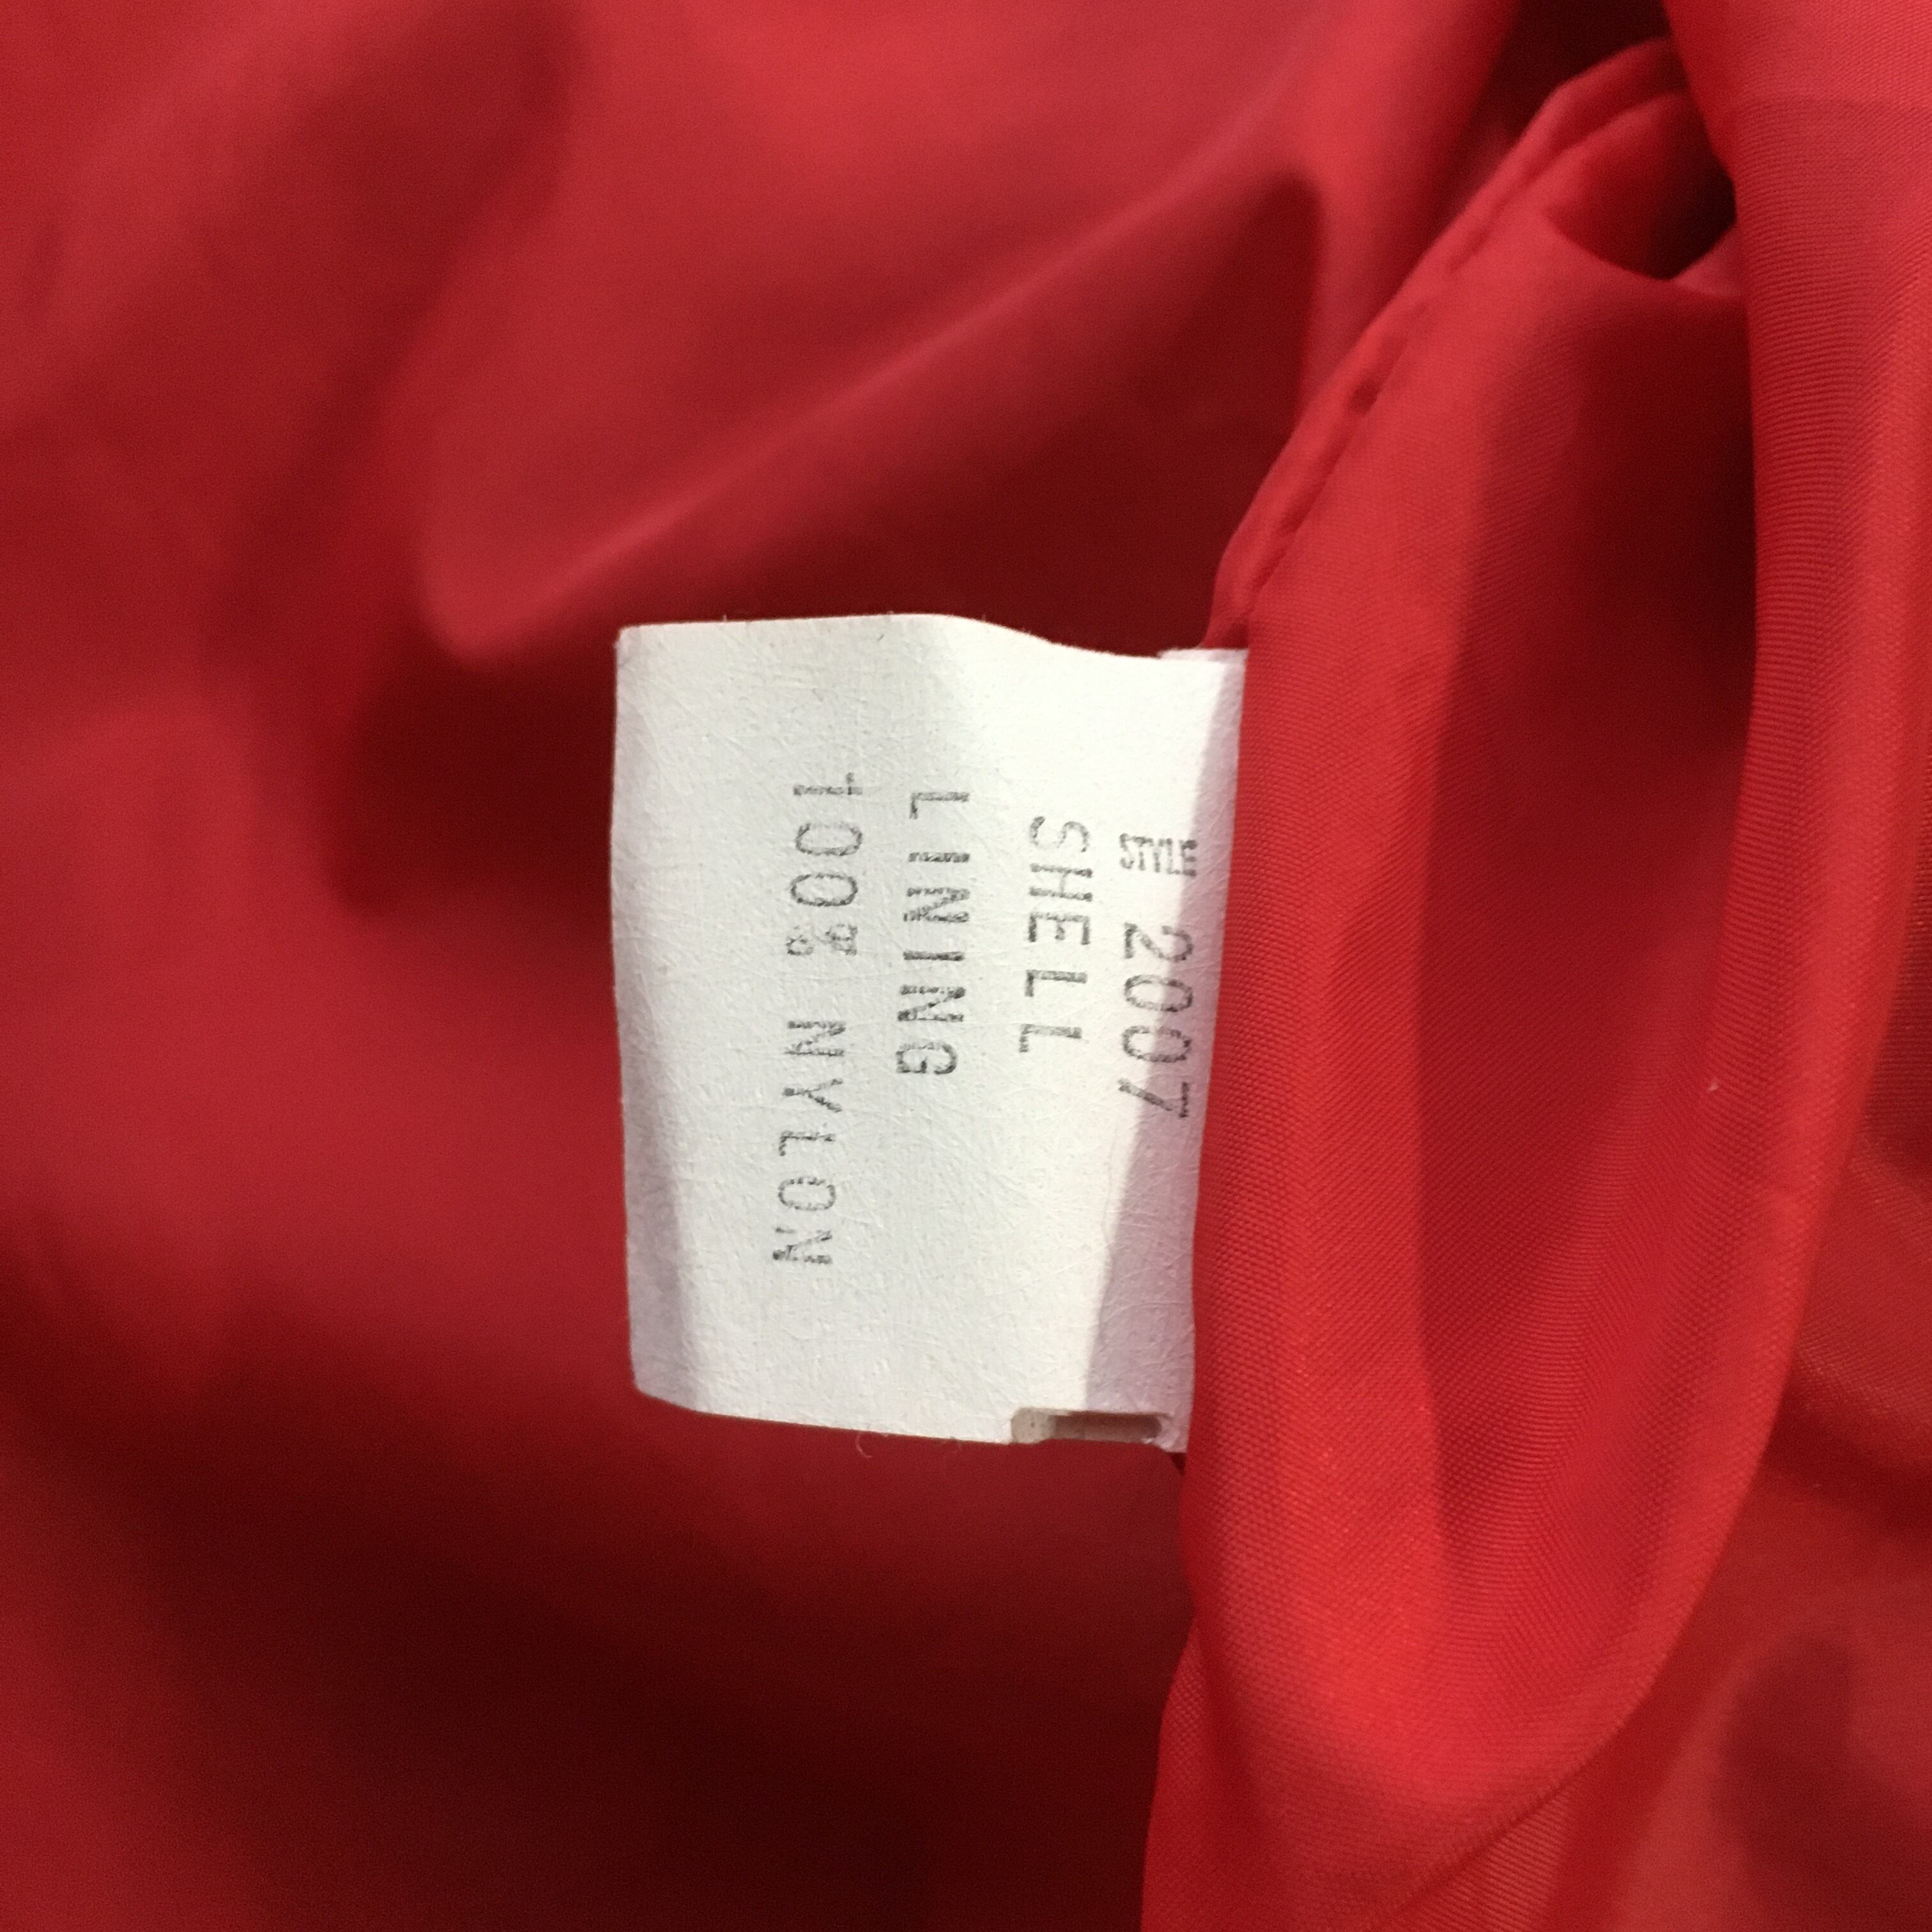 STYLE 2007
SHELL
LINING
100% NYLON